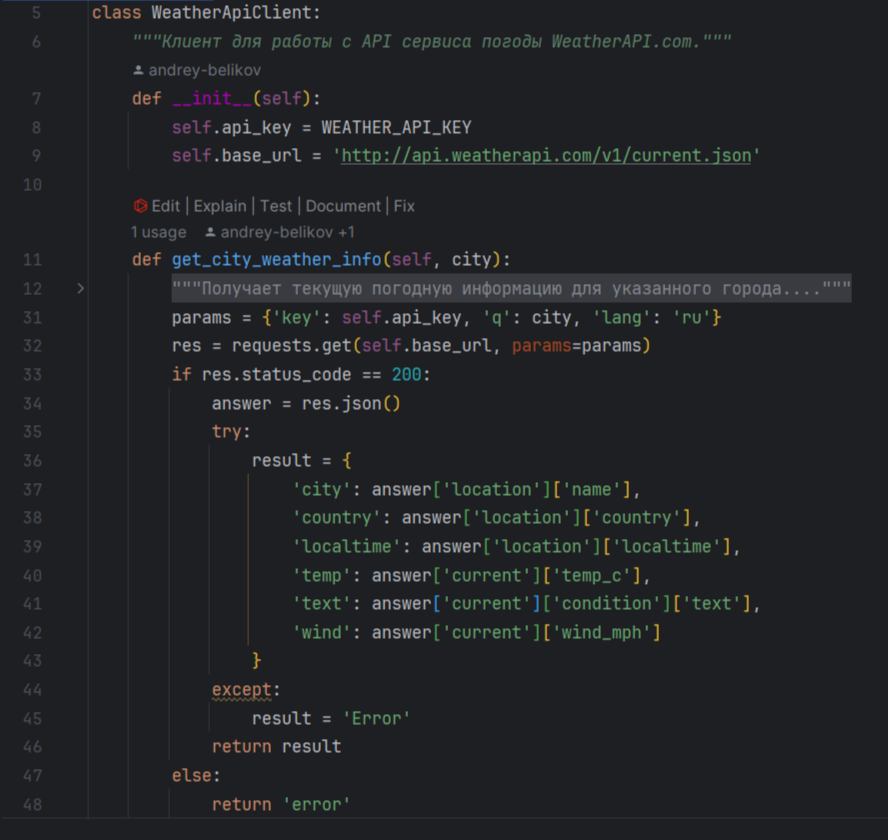 5 class WeatherApiClient:
6 """Клиент для работы с API сервиса погоды WeatherAPI.com."""
andrey-belikov
7 def __init__(self):
8 self.api_key = WEATHER_API_KEY
9 self.base_url = 'http://api.weatherapi.com/v1/current.json'
10
Edit | Explain | Test | Document | Fix
1 usage andrey-belikov +1
11 def get_city_weather_info(self, city):
12 > """Получает текущую погодную информацию для указанного города...."""
31 params = {'key': self.api_key, 'q': city, 'lang': 'ru'}
32 res = requests.get(self.base_url, params=params)
33 if res.status_code == 200:
34 answer = res.json()
35 try:
36 result = {
37 'city': answer['location']['name'],
38 'country': answer['location']['country'],
39 'localtime': answer['location']['localtime'],
40 'temp': answer['current']['temp_c'],
41 'text': answer['current']['condition']['text'],
42 'wind': answer['current']['wind_mph']
43 }
44 except:
45 result = 'Error'
46 return result
47 else:
48 return 'error'